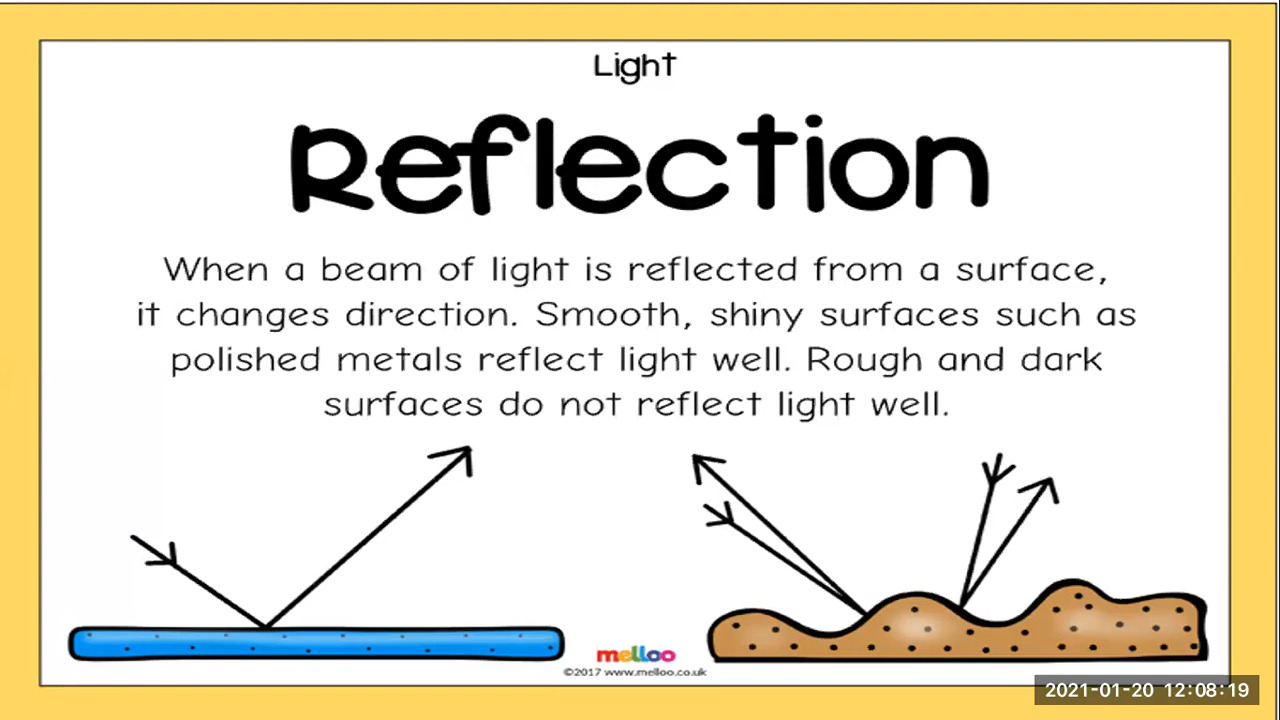 Light
Reflection
When a beam of light is reflected from a surface,
it changes direction. Smooth, shiny surfaces such as
polished metals reflect light well. Rough and dark
surfaces do not reflect light well.
melloo
©2017 www.melloo.co.uk
2021-01-20 12:08:19